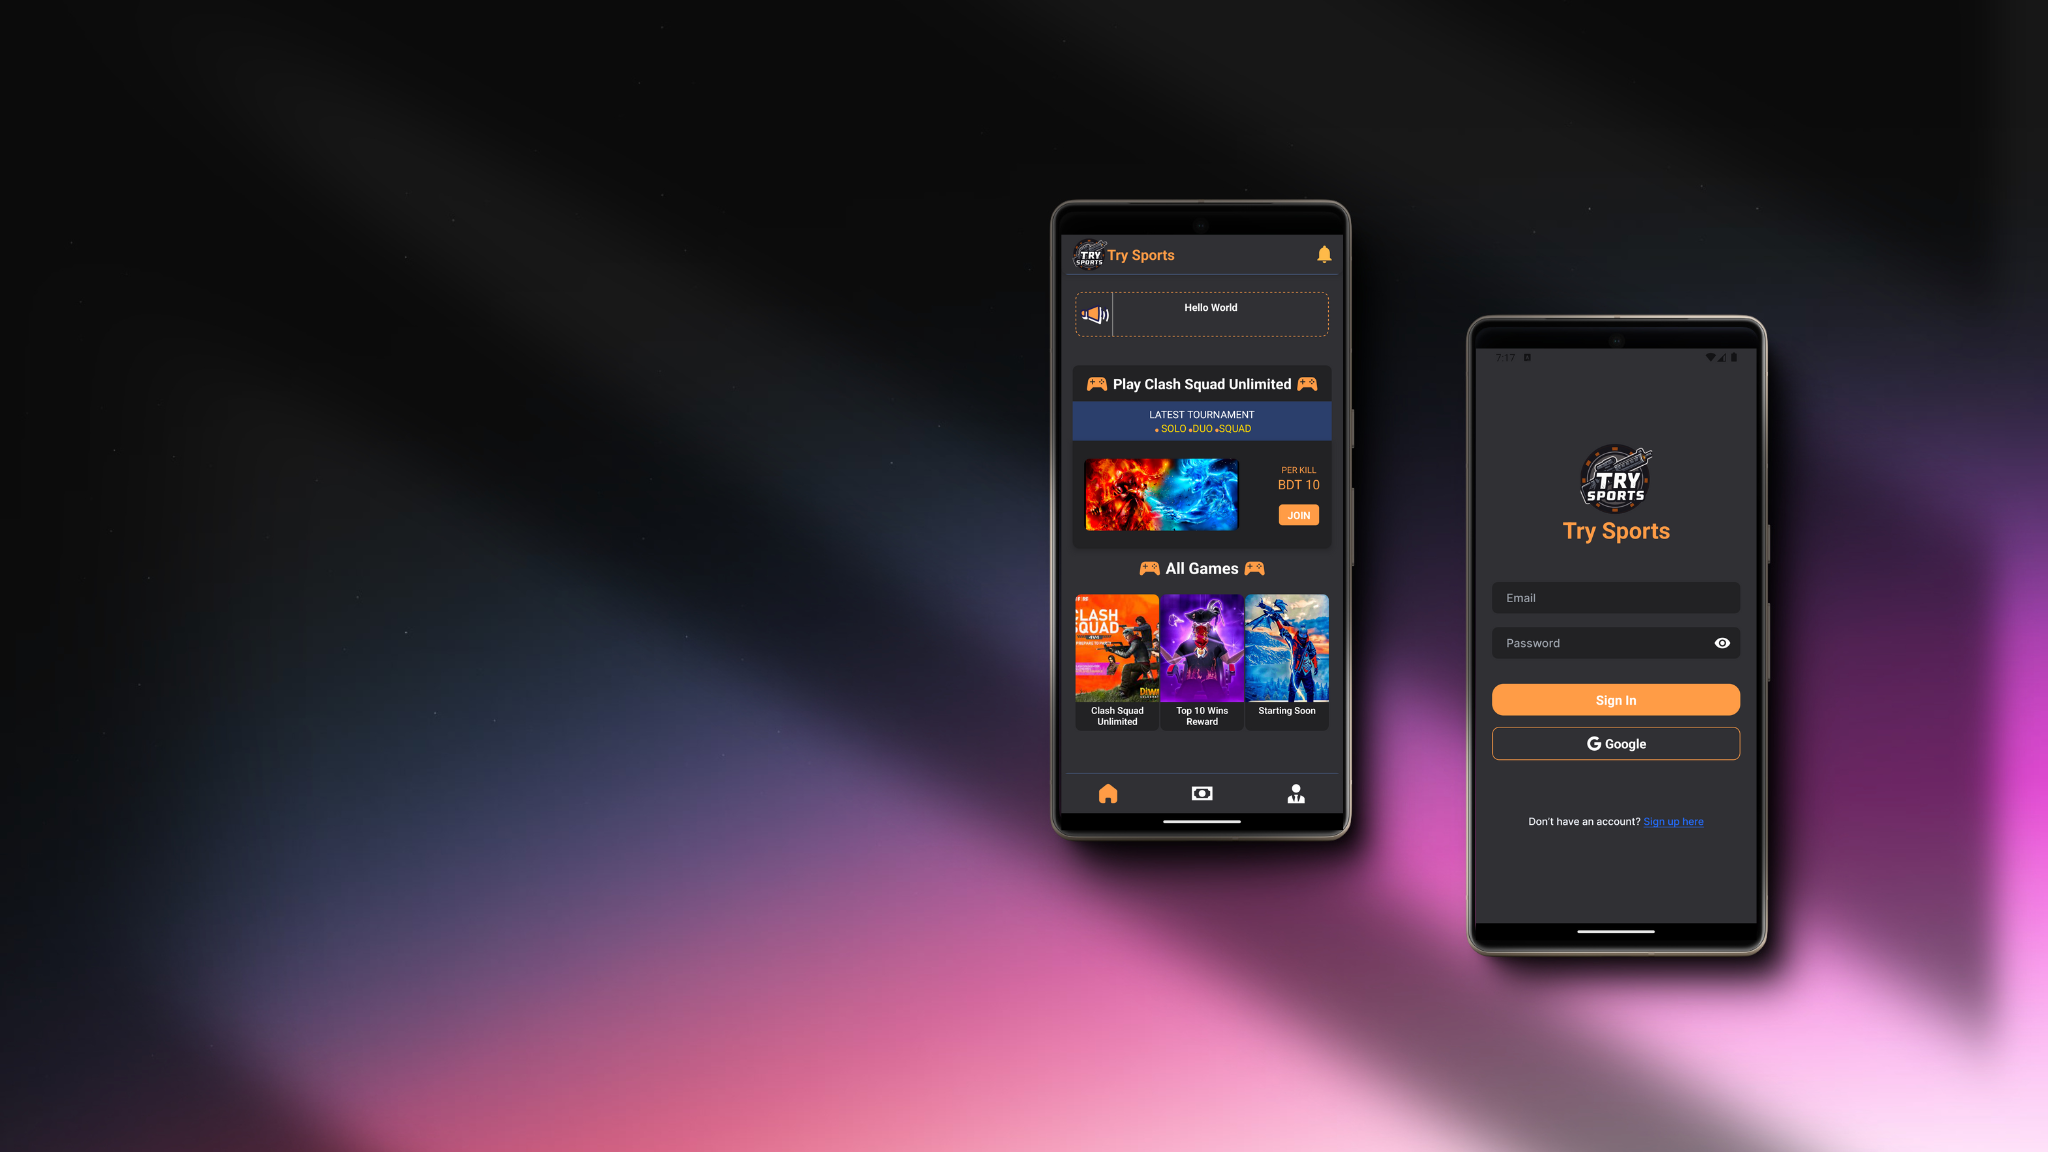 TRY
SPORTS
Try Sports
Hello World
Play Clash Squad Unlimited
LATEST TOURNAMENT
• SOLO •DUO •SQUAD
PER KILL
BDT 10
JOIN
All Games
CLASH
SQUAD
Clash Squad
Unlimited
Top 10 Wins
Reward
Starting Soon
7:17
TRY
SPORTS
Try Sports
Email
Password
Sign In
G Google
Don't have an account? Sign up here